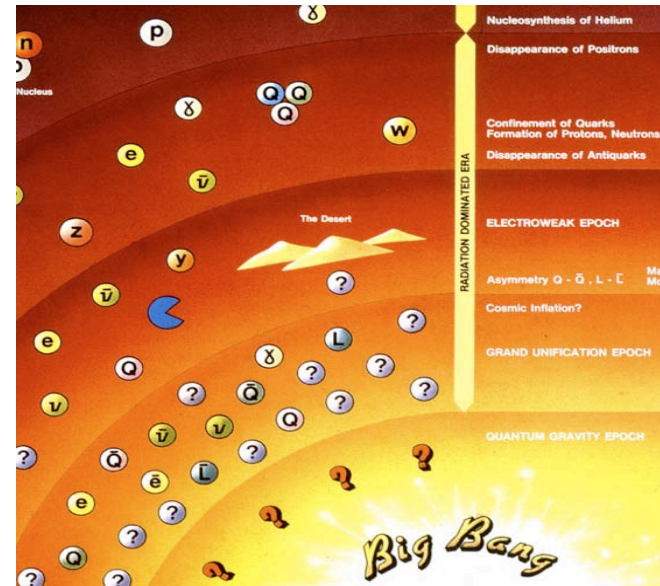 Nucleosynthesis of Helium
Disappearance of Positrons
Confinement of Quarks
Formation of Protons, Neutrons
Disappearance of Antiquarks
ELECTROWEAK EPOCH
Asymmetry Q - Q̄ , L - L̄
Cosmic Inflation?
GRAND UNIFICATION EPOCH
QUANTUM GRAVITY EPOCH
RADIATION DOMINATED ERA
Nucleus
The Desert
ɣ
p
n
Q Q
Q
ɣ
w
e
ν̄
z
y
ν̄
?
?
e
L
ɣ
Q
?
?
?
Q̄
?
?
ν
ν
Q
ν̄
?
?
Q̄
L̄
ē
?
?
?
e
?
?
?
Q
?
?
?
Big Bang